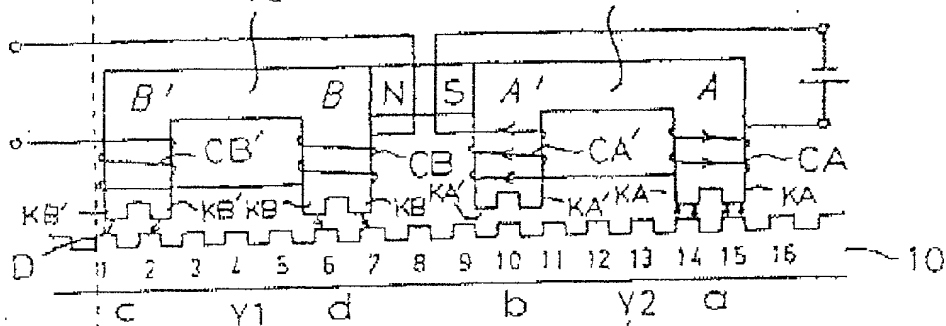 B' B N S A' A
CB' CB CA' CA
KB' KB' KB KB KA' KA' KA KA
D 1 2 3 4 5 6 7 8 9 10 11 12 13 14 15 16 10
c Y1 d b Y2 a